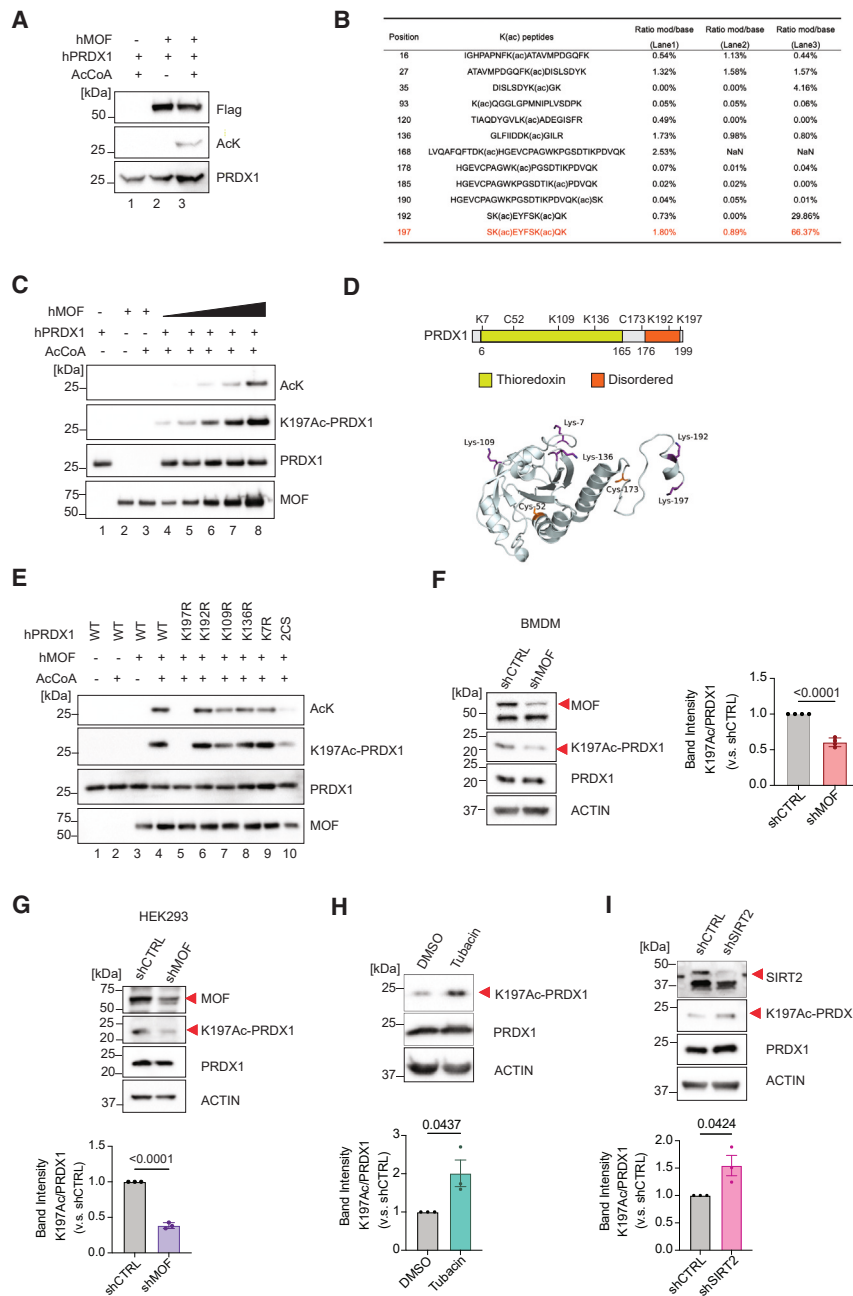 A
hMOF - + +
hPRDX1 + + +
AcCoA + - +
[kDa]
50 Flag
25 AcK
25 PRDX1
1 2 3
B
Position K(ac) peptides Ratio mod/base (Lane1) Ratio mod/base (Lane2) Ratio mod/base (Lane3)
16 IGHPAPNFK(ac)ATAVMPDGQFK 0.54% 1.13% 0.44%
27 ATAVMPDGQFK(ac)DISLSDYK 1.32% 1.58% 1.57%
35 DISLSDYK(ac)GK 0.00% 0.00% 4.16%
93 K(ac)QGGLGPMNIPLVSDPK 0.05% 0.05% 0.06%
120 TIAQDYGVLK(ac)ADEGISFR 0.49% 0.00% 0.00%
136 GLFIIDDK(ac)GILR 1.73% 0.98% 0.80%
168 LVQAFQFTDK(ac)HGEVCPAGWKPGSDTIKPDVQK 2.53% NaN NaN
178 HGEVCPAGWK(ac)PGSDTIKPDVQK 0.07% 0.01% 0.04%
185 HGEVCPAGWKPGSDTIK(ac)PDVQK 0.02% 0.02% 0.00%
190 HGEVCPAGWKPGSDTIKPDVQK(ac)SK 0.04% 0.05% 0.01%
192 SK(ac)EYFSK(ac)QK 0.73% 0.00% 29.86%
197 SK(ac)EYFSK(ac)QK 1.80% 0.89% 66.37%
C
hMOF - + +
hPRDX1 + - - + + + + +
AcCoA - - + + + + + +
[kDa]
25 AcK
25 K197Ac-PRDX1
25 PRDX1
75
50 MOF
1 2 3 4 5 6 7 8
D
K7 C52 K109 K136 C173 K192 K197
PRDX1
6 165 176 199
Thioredoxin Disordered
Lys-7
Lys-109
Lys-136
Lys-192
Cys-173
Lys-197
Cys-52
E
hPRDX1 WT WT WT WT K197R K192R K109R K136R K7R 2CS
hMOF - - + + + + + + + +
AcCoA - + - + + + + + + +
[kDa]
25 AcK
25 K197Ac-PRDX1
25 PRDX1
75
50 MOF
1 2 3 4 5 6 7 8 9 10
F
BMDM
shCTRL shMOF
[kDa]
50 MOF
25
20 K197Ac-PRDX1
25
20 PRDX1
37 ACTIN
Band Intensity
K197Ac/PRDX1
(v.s. shCTRL)
1.5
1.0
0.5
0.0
<0.0001
shCTRL shMOF
G
HEK293
shCTRL shMOF
[kDa]
75
50 MOF
25
20 K197Ac-PRDX1
25
20 PRDX1
37 ACTIN
Band Intensity
K197Ac/PRDX1
(v.s. shCTRL)
1.5
1.0
0.5
0.0
<0.0001
shCTRL shMOF
H
DMSO Tubacin
[kDa]
25 K197Ac-PRDX1
25 PRDX1
37 ACTIN
Band Intensity
K197Ac/PRDX1
(v.s. shCTRL)
4
3
2
1
0
0.0437
DMSO Tubacin
I
shCTRL shSIRT2
[kDa]
50
37 SIRT2
25 K197Ac-PRDX
25 PRDX1
37 ACTIN
Band Intensity
K197Ac/PRDX1
(v.s. shCTRL)
2.0
1.5
1.0
0.5
0.0
0.0424
shCTRL shSIRT2